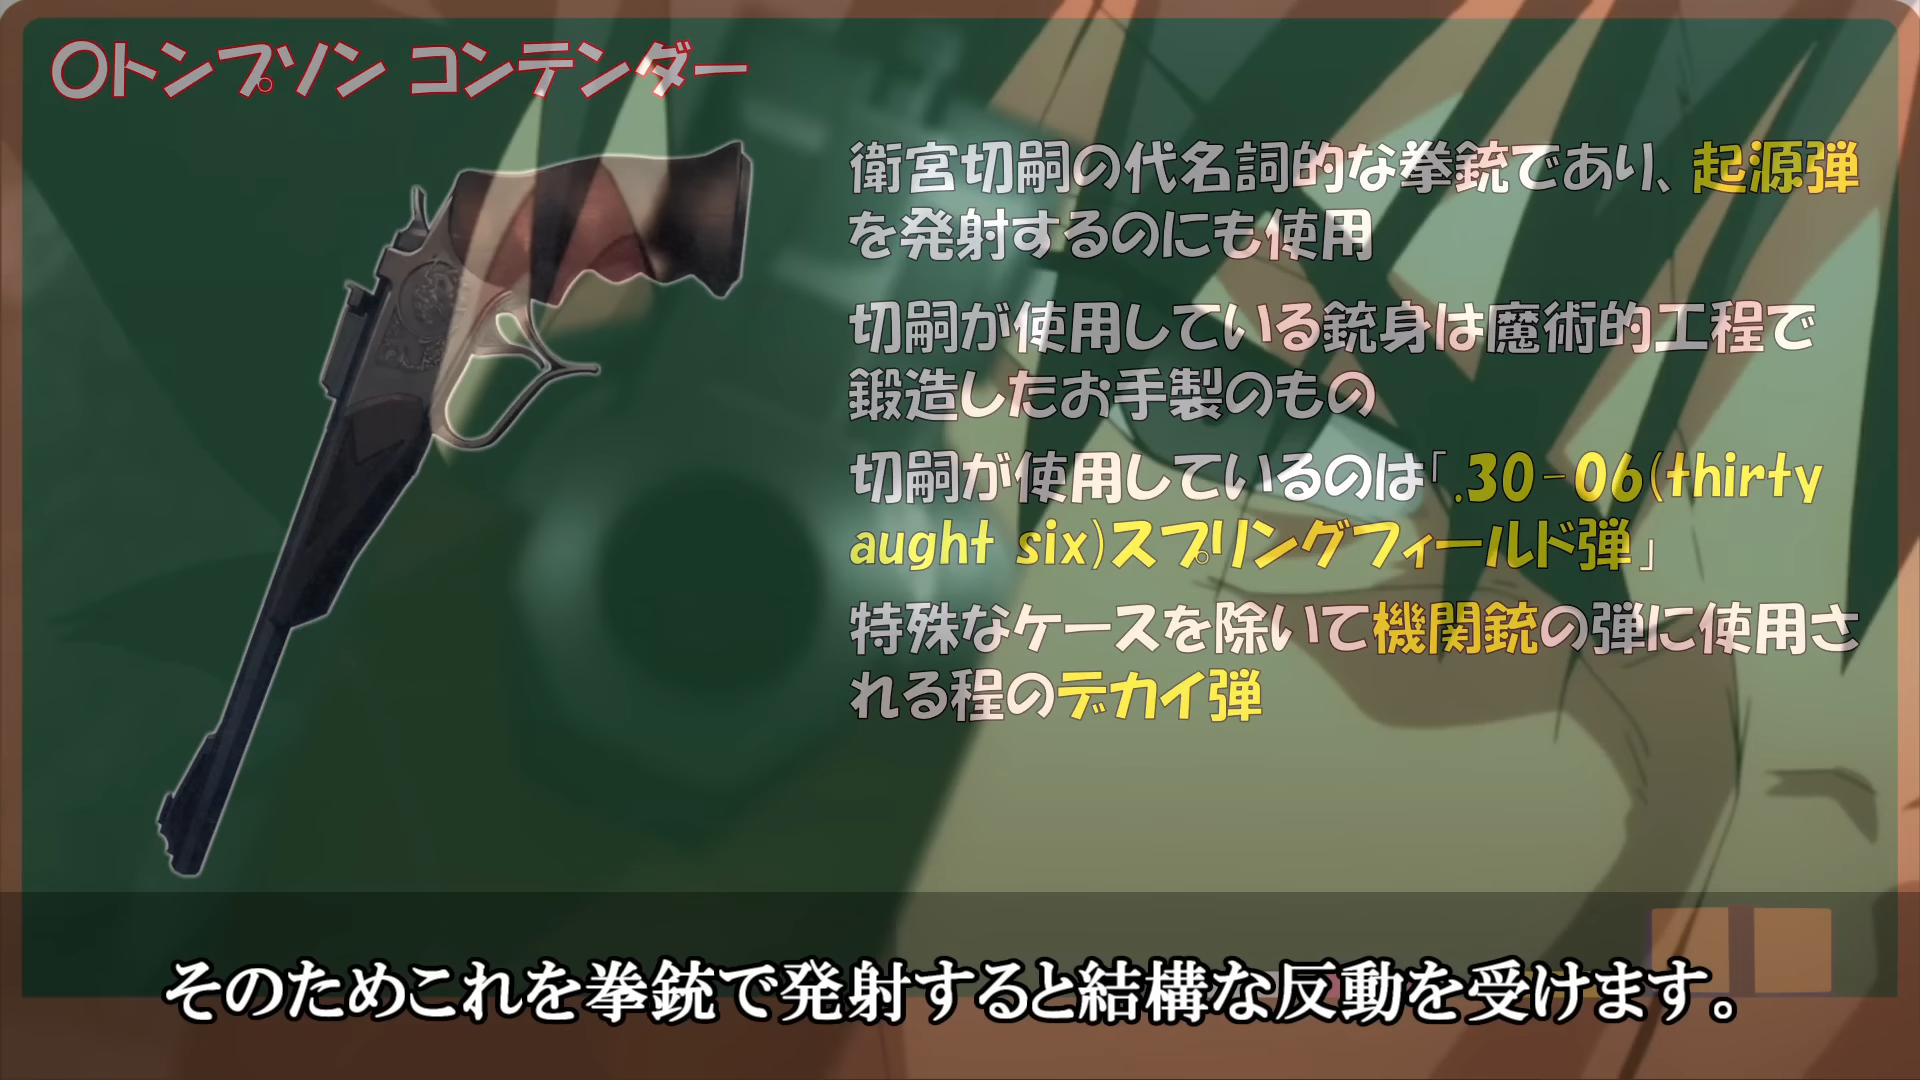 〇トンプソン コンテンダー
衛宮切嗣の代名詞的な拳銃であり、起源弾
を発射するのにも使用
切嗣が使用している銃身は魔術的工程で
鍛造したお手製のもの
切嗣が使用しているのは「.30-06(thirty
aught six)スプリングフィールド弾」
特殊なケースを除いて機関銃の弾に使用さ
れる程のデカイ弾
そのためこれを拳銃で発射すると結構な反動を受けます。